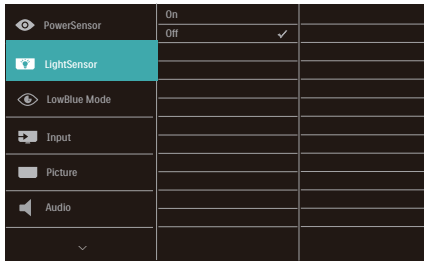 PowerSensor
LightSensor
LowBlue Mode
Input
Picture
Audio
On
Off